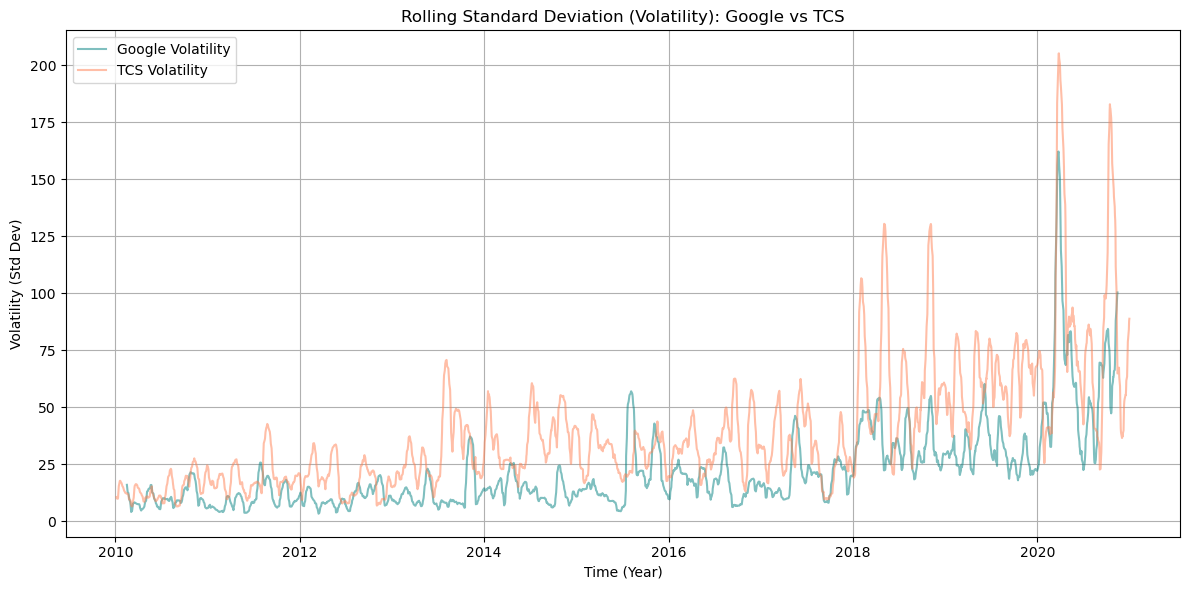 Rolling Standard Deviation (Volatility): Google vs TCS
Google Volatility
TCS Volatility
Volatility (Std Dev)
200
175
150
125
100
75
50
25
0
2010 2012 2014 2016 2018 2020
Time (Year)